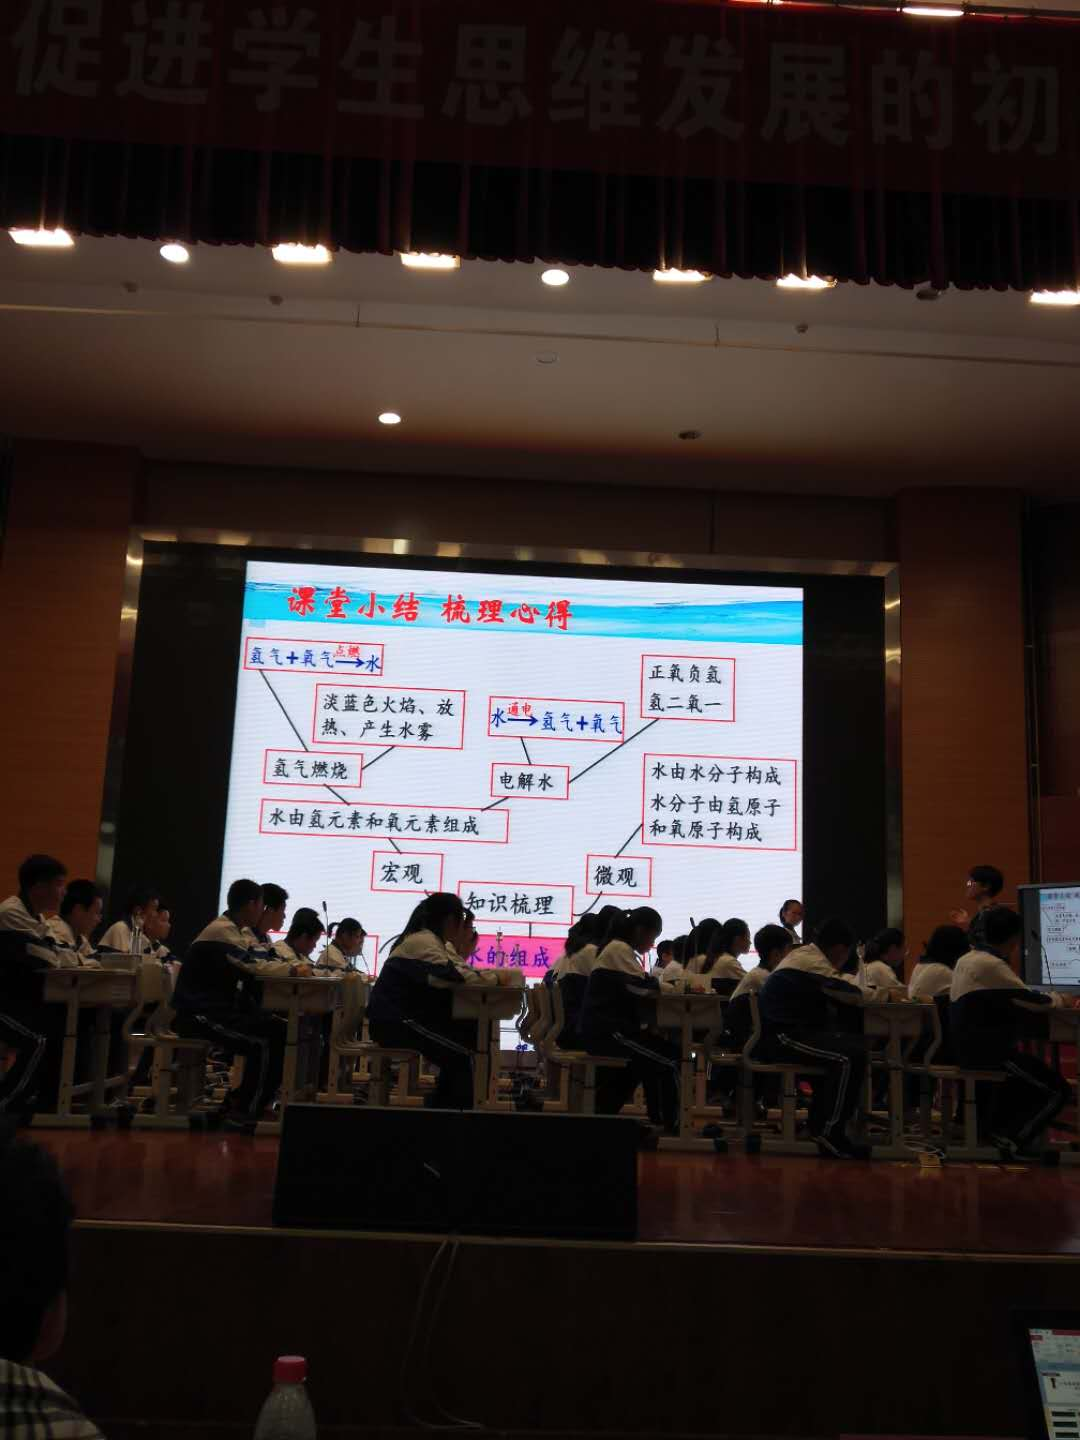 促进学生思维发展的初
课堂小结 梳理心得
氢气+氧气 点燃→ 水
淡蓝色火焰、放
热、产生水雾
水 通电→ 氢气+氧气
正氧负氢
氢二氧一
氢气燃烧
电解水
水由水分子构成
水分子由氢原子
和氧原子构成
水由氢元素和氧元素组成
宏观
微观
知识梳理
水的组成